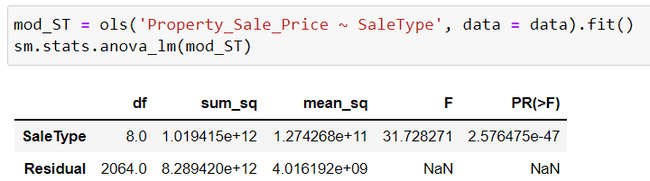 mod_ST = ols('Property_Sale_Price ~ SaleType', data = data).fit()
sm.stats.anova_lm(mod_ST)
df sum_sq mean_sq F PR(>F)
SaleType 8.0 1.019415e+12 1.274268e+11 31.728271 2.576475e-47
Residual 2064.0 8.289420e+12 4.016192e+09 NaN NaN